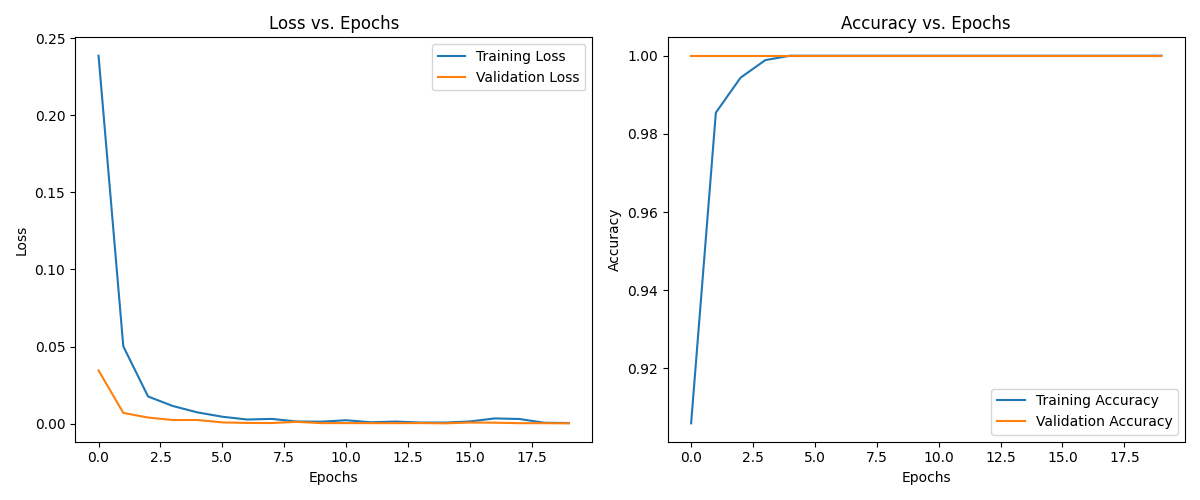 Loss vs. Epochs
0.25
0.20
0.15
0.10
0.05
0.00
Loss
0.0 2.5 5.0 7.5 10.0 12.5 15.0 17.5
Epochs
Training Loss
Validation Loss
Accuracy vs. Epochs
1.00
0.98
0.96
0.94
0.92
Accuracy
0.0 2.5 5.0 7.5 10.0 12.5 15.0 17.5
Epochs
Training Accuracy
Validation Accuracy